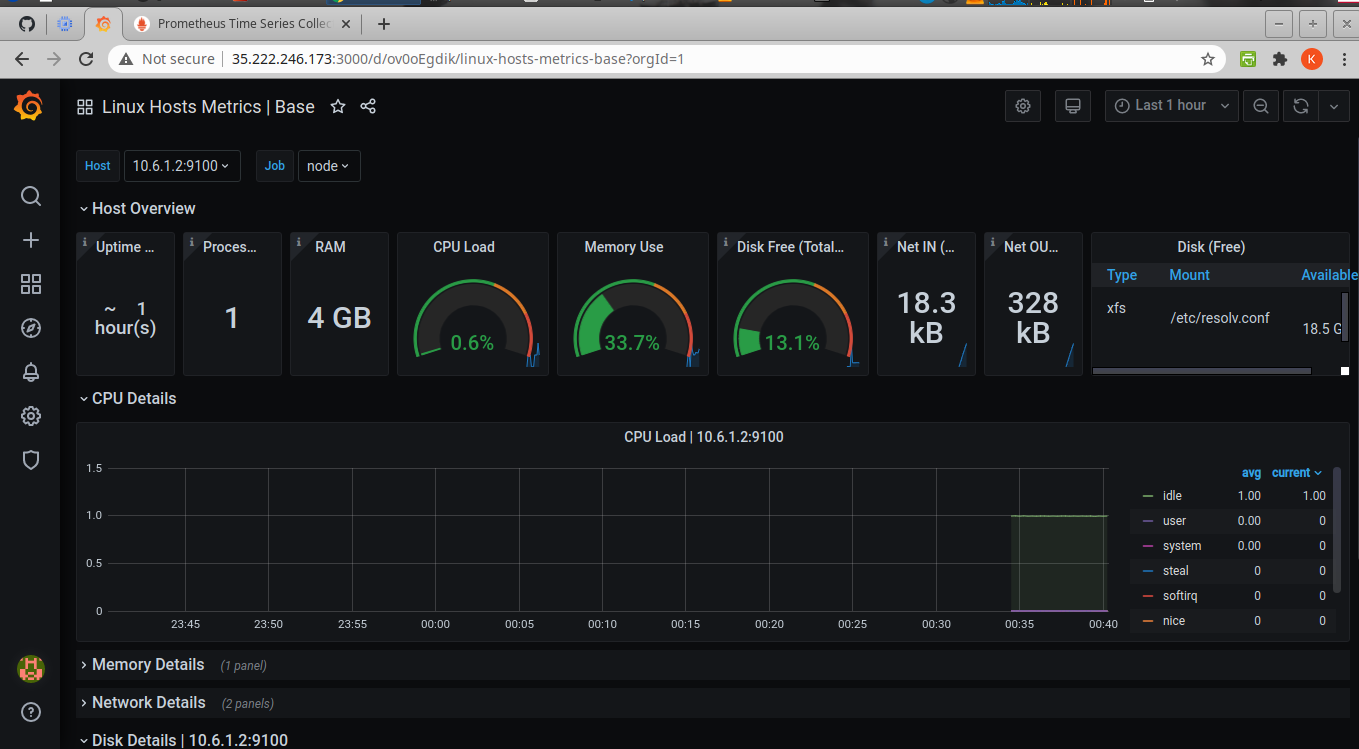 Prometheus Time Series Collec
Not secure 35.222.246.173:3000/d/ov0oEgdik/linux-hosts-metrics-base?orgId=1
K
Linux Hosts Metrics | Base
Last 1 hour
Host 10.6.1.2:9100 Job node
Host Overview
Uptime ...
~ 1
hour(s)
Proces...
1
RAM
4 GB
CPU Load
0.6%
Memory Use
33.7%
Disk Free (Total...
13.1%
Net IN (...
18.3
kB
Net OU...
328
kB
Disk (Free)
Type Mount Available
xfs /etc/resolv.conf 18.5 G
CPU Details
CPU Load | 10.6.1.2:9100
1.5
1.0
0.5
0
23:45 23:50 23:55 00:00 00:05 00:10 00:15 00:20 00:25 00:30 00:35 00:40
avg current
idle 1.00 1.00
user 0.00 0
system 0.00 0
steal 0 0
softirq 0 0
nice 0 0
Memory Details (1 panel)
Network Details (2 panels)
Disk Details | 10.6.1.2:9100